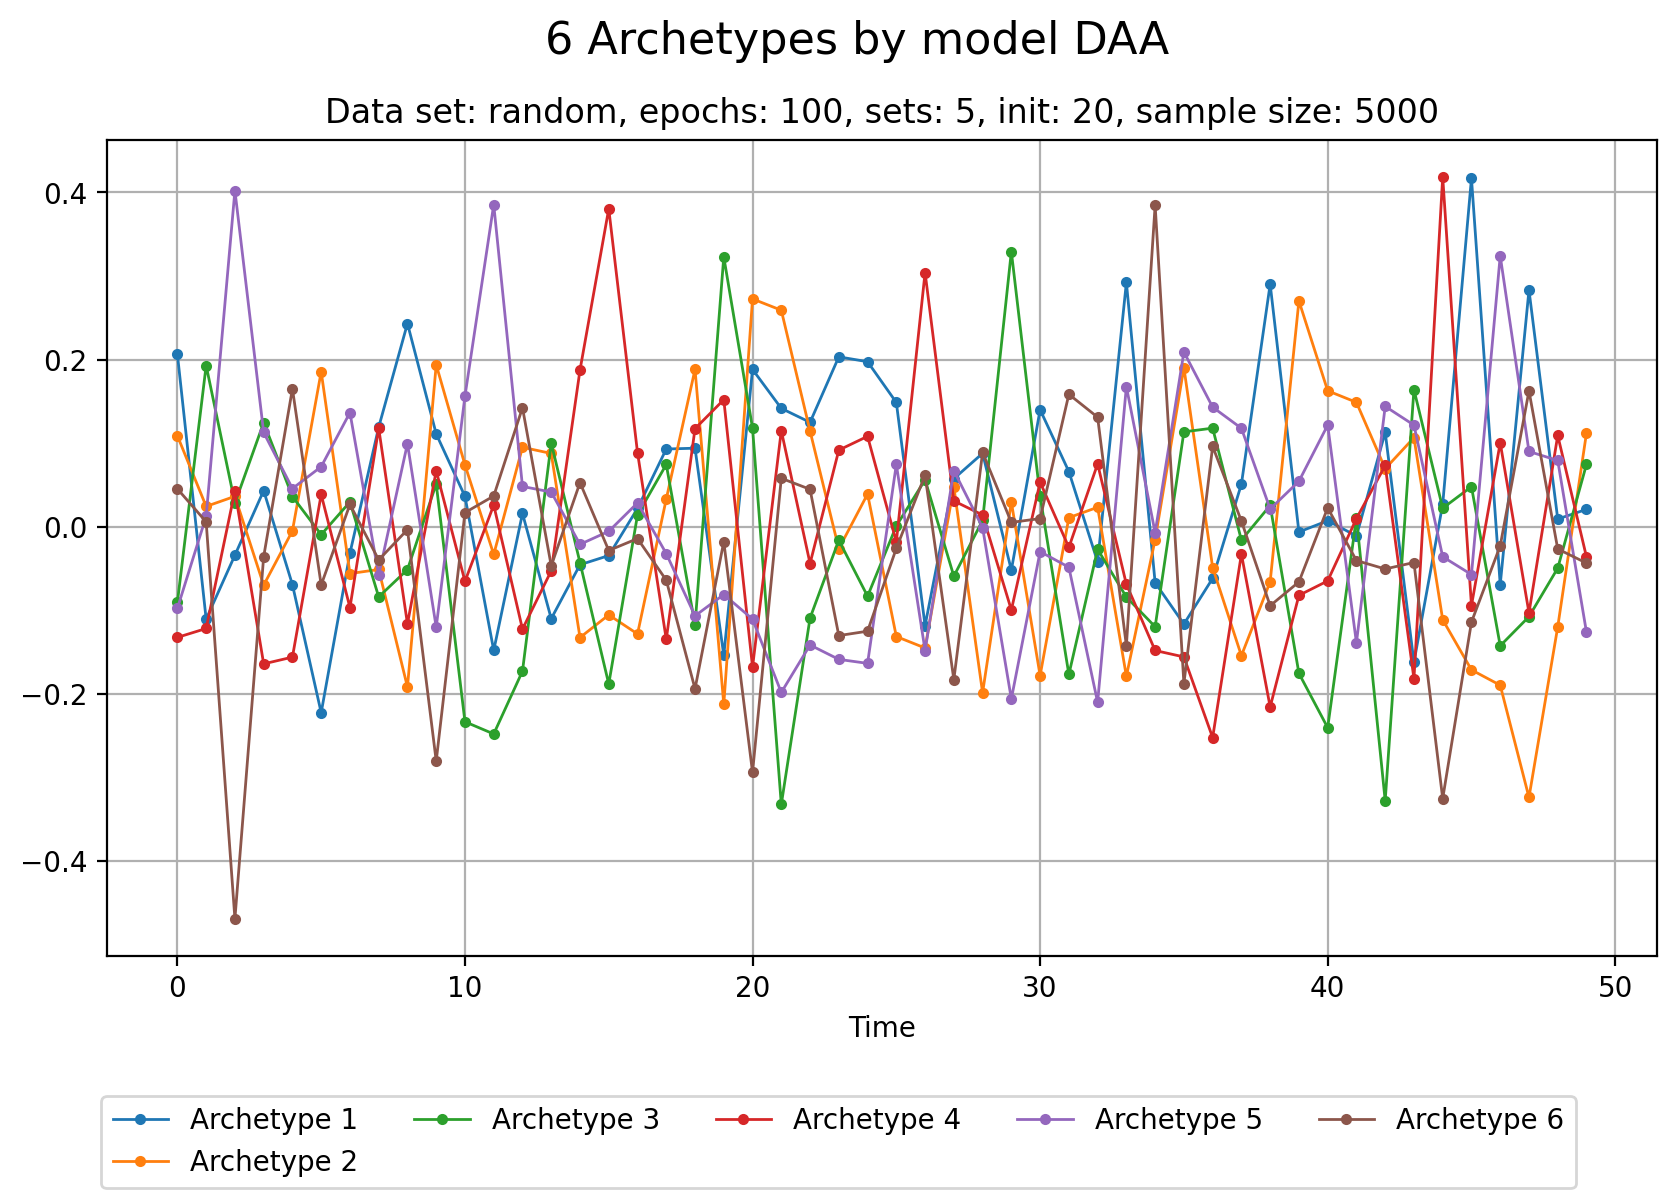 6 Archetypes by model DAA
Data set: random, epochs: 100, sets: 5, init: 20, sample size: 5000
0.4
0.2
0.0
−0.2
−0.4
0 10 20 30 40 50
Time
Archetype 1 Archetype 3 Archetype 4 Archetype 5 Archetype 6
Archetype 2